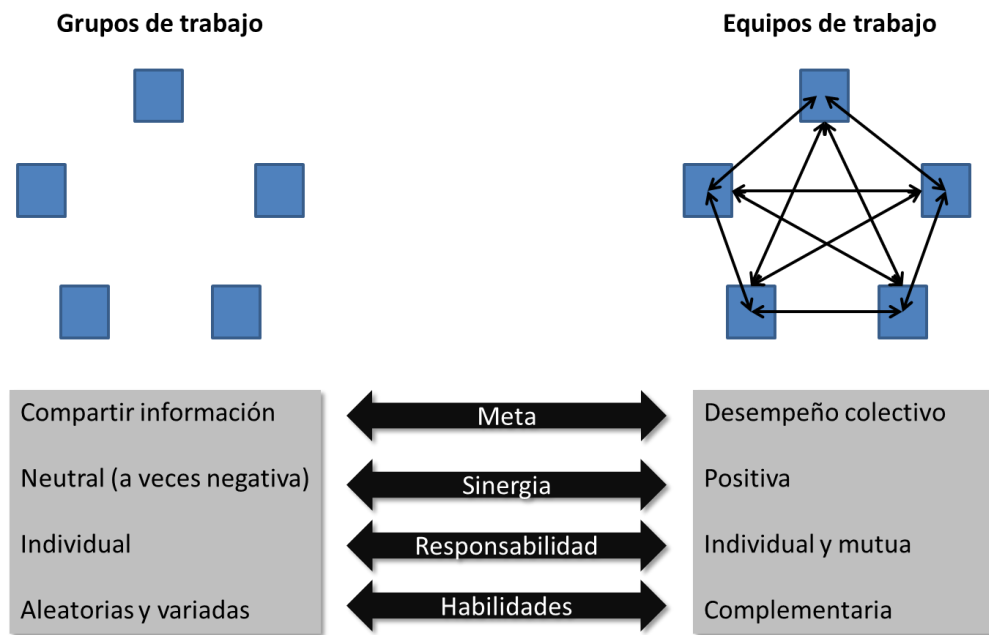 Grupos de trabajo
Equipos de trabajo
Compartir información
Meta
Desempeño colectivo
Neutral (a veces negativa)
Sinergia
Positiva
Individual
Responsabilidad
Individual y mutua
Aleatorias y variadas
Habilidades
Complementaria